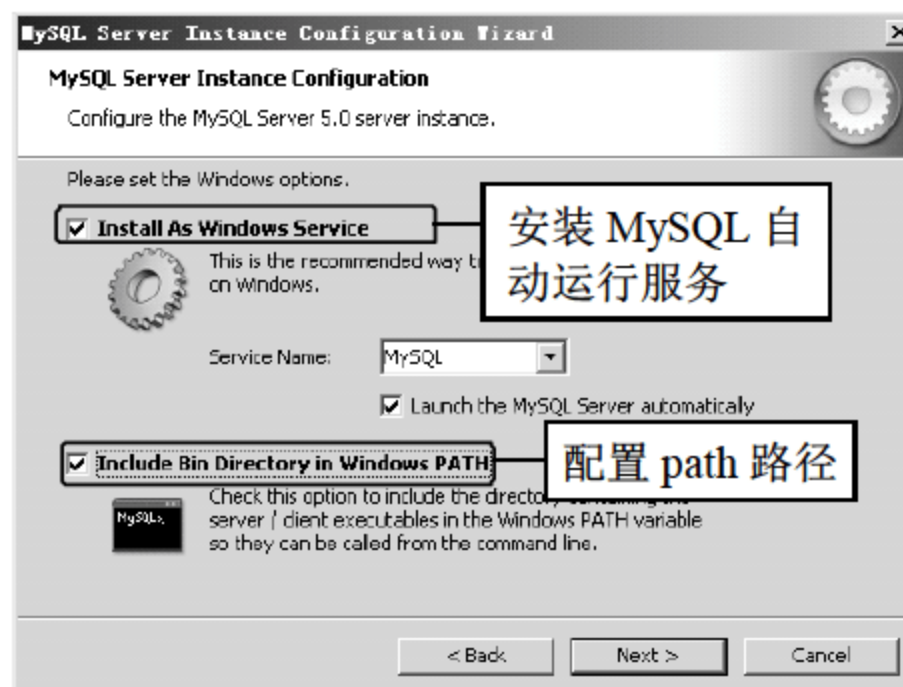 MySQL Server Instance Configuration Wizard
MySQL Server Instance Configuration
Configure the MySQL Server 5.0 server instance.
Please set the Windows options.
Install As Windows Service
安装 MySQL 自
动运行服务
This is the recommended way
on Windows.
Service Name:
MySQL
Launch the MySQL Server automatically
Include Bin Directory in Windows PATH
配置 path 路径
Check this option to include the directory containing the
server / client executables in the Windows PATH variable
so they can be called from the command line.
MySQL>
< Back
Next >
Cancel